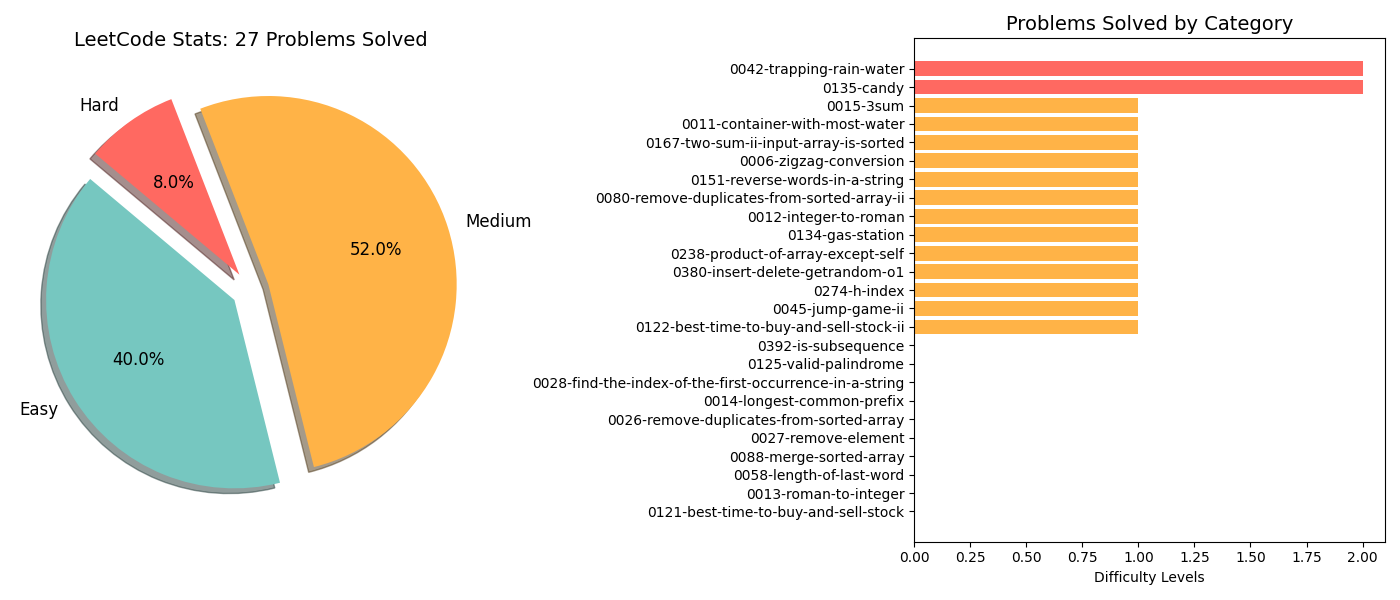 LeetCode Stats: 27 Problems Solved
Hard
8.0%
Medium
52.0%
40.0%
Easy
Problems Solved by Category
0042-trapping-rain-water
0135-candy
0015-3sum
0011-container-with-most-water
0167-two-sum-ii-input-array-is-sorted
0006-zigzag-conversion
0151-reverse-words-in-a-string
0080-remove-duplicates-from-sorted-array-ii
0012-integer-to-roman
0134-gas-station
0238-product-of-array-except-self
0380-insert-delete-getrandom-o1
0274-h-index
0045-jump-game-ii
0122-best-time-to-buy-and-sell-stock-ii
0392-is-subsequence
0125-valid-palindrome
0028-find-the-index-of-the-first-occurrence-in-a-string
0014-longest-common-prefix
0026-remove-duplicates-from-sorted-array
0027-remove-element
0088-merge-sorted-array
0058-length-of-last-word
0013-roman-to-integer
0121-best-time-to-buy-and-sell-stock
0.00 0.25 0.50 0.75 1.00 1.25 1.50 1.75 2.00
Difficulty Levels